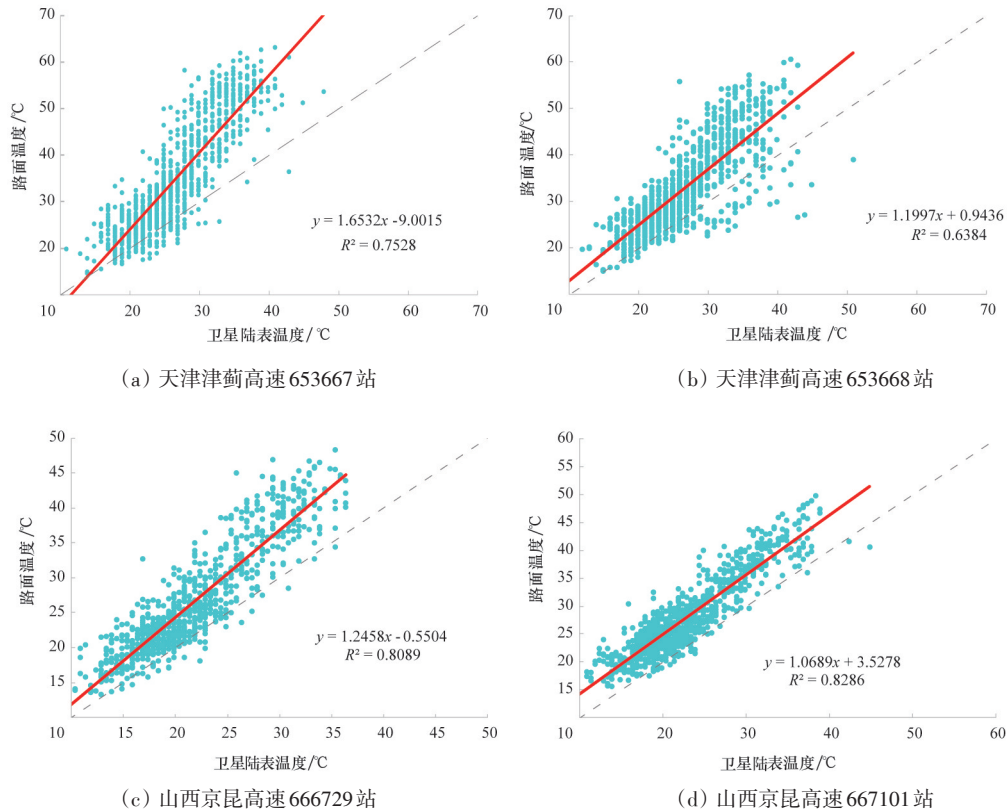 70
60
50
40
30
20
路面温度/℃
y = 1.6532x - 9.0015
R² = 0.7528
10 20 30 40 50 60 70
卫星陆表温度/℃
(a) 天津津蓟高速653667站
70
60
50
40
30
20
路面温度/℃
y = 1.1997x + 0.9436
R² = 0.6384
10 20 30 40 50 60 70
卫星陆表温度/℃
(b) 天津津蓟高速653668站
50
45
40
35
30
25
20
15
路面温度/℃
y = 1.2458x - 0.5504
R² = 0.8089
10 15 20 25 30 35 40 45 50
卫星陆表温度/℃
(c) 山西京昆高速666729站
60
55
50
45
40
35
30
25
20
15
路面温度/℃
y = 1.0689x + 3.5278
R² = 0.8286
10 20 30 40 50 60
卫星陆表温度/℃
(d) 山西京昆高速667101站